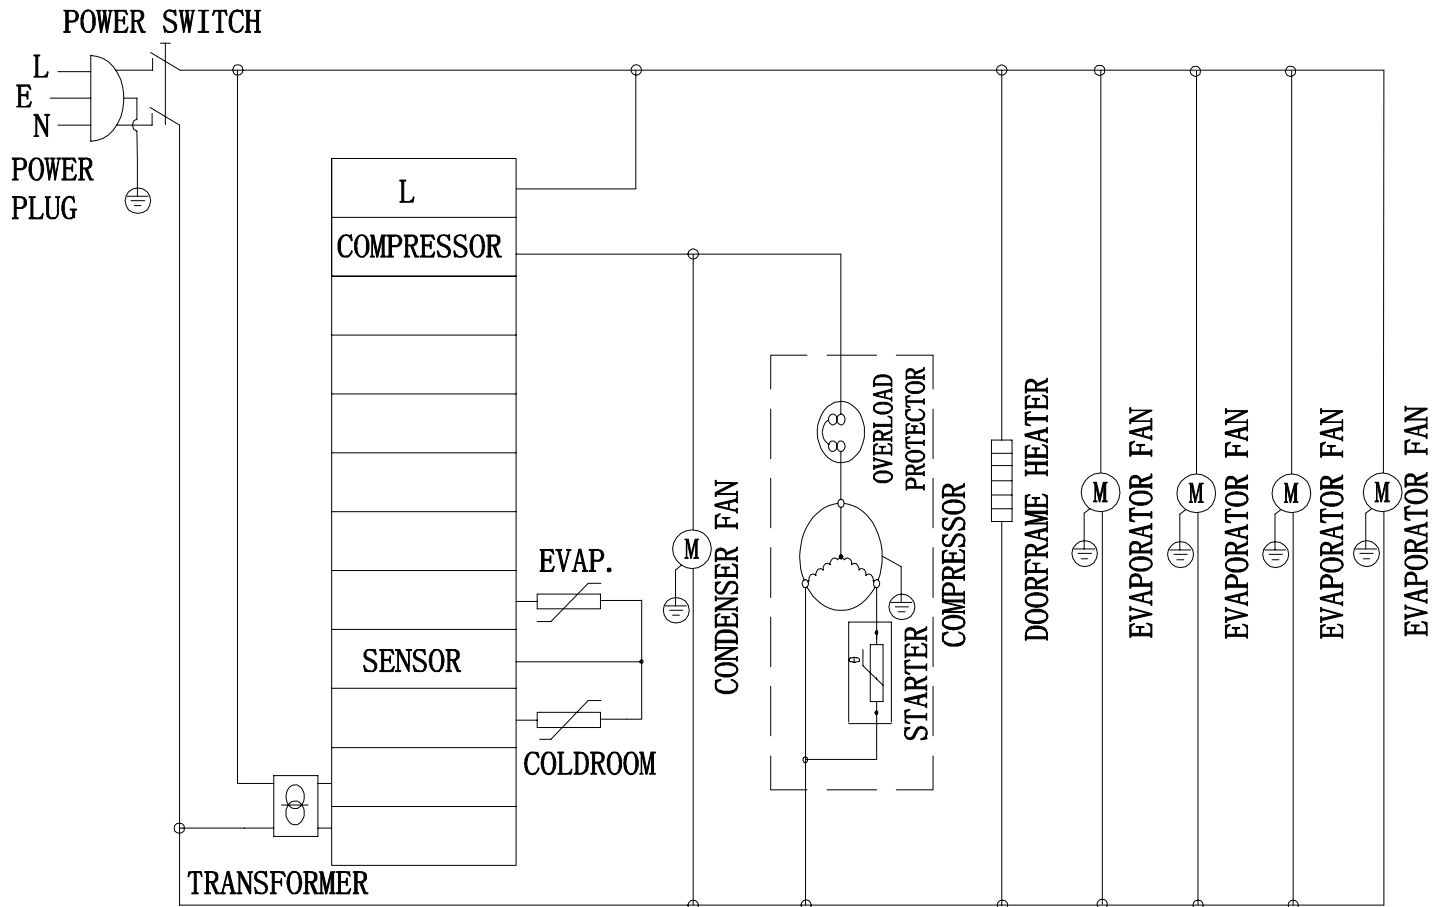 POWER SWITCH
L
E
N
POWER
PLUG
L
COMPRESSOR
EVAP.
SENSOR
COLDROOM
TRANSFORMER
M
CONDENSER FAN
OVERLOAD
PROTECTOR
STARTER
COMPRESSOR
DOORFRAME HEATER
M
EVAPORATOR FAN
M
EVAPORATOR FAN
M
EVAPORATOR FAN
M
EVAPORATOR FAN